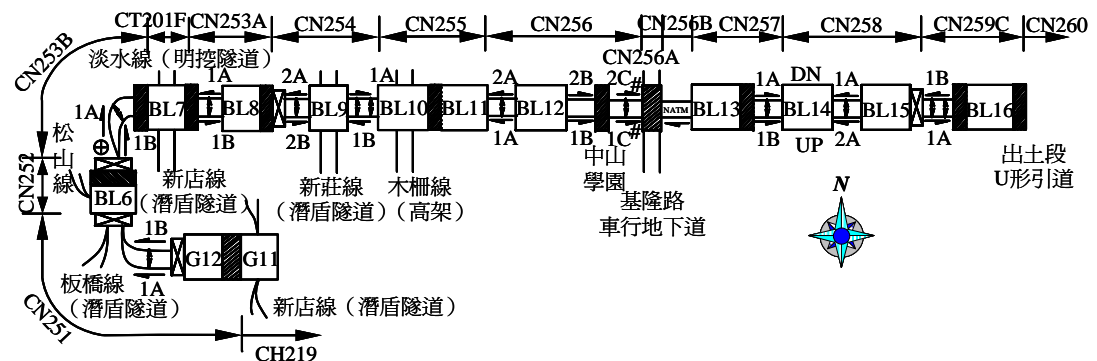 CT201F CN253A CN254 CN255 CN256 CN256B CN257 CN258 CN259C CN260
CN253B
淡水線（明挖隧道）
CN256A
1A 2A 1A 2A 2B 2C # 1A DN 1A 1B
1A BL7 BL8 BL9 BL10 BL11 BL12 NATM BL13 BL14 BL15 BL16
1B 1B 2B 1B 1A 1B 1C # 1B UP 2A 1A
松山線
CN252
BL6
新店線
（潛盾隧道）
新莊線
（潛盾隧道）
木柵線
（高架）
中山
學園
基隆路
車行地下道
出土段
U形引道
N
1B
G12 G11
1A
板橋線
（潛盾隧道）
新店線（潛盾隧道）
CN251
CH219